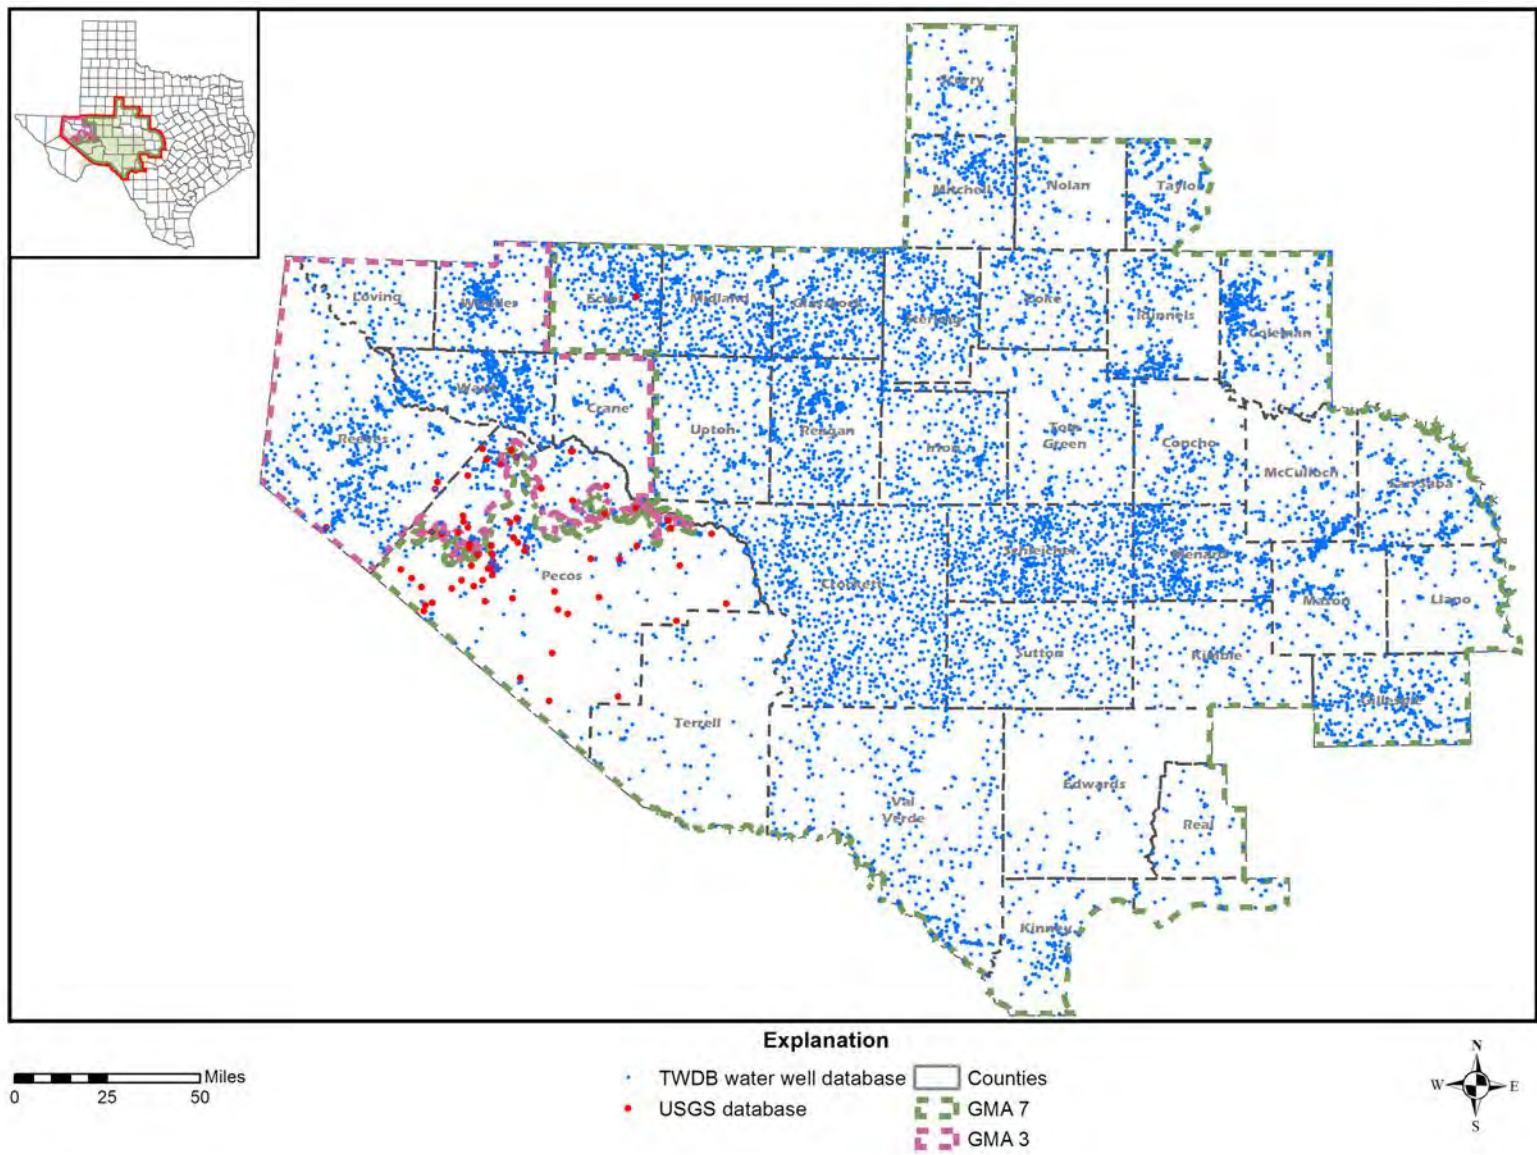 Scurry
Mitchell
Nolan
Taylor
Loving
Winkler
Ector
Midland
Glasscock
Sterling
Coke
Runnels
Coleman
Ward
Crane
Reeves
Upton
Reagan
Irion
Tom
Green
Concho
McCulloch
San Saba
Pecos
Crockett
Schleicher
Menard
Mason
Llano
Sutton
Kimble
Gillespie
Terrell
Val
Verde
Edwards
Real
Kinney
Explanation
Miles
0 25 50
TWDB water well database
USGS database
Counties
GMA 7
GMA 3
N
W E
S